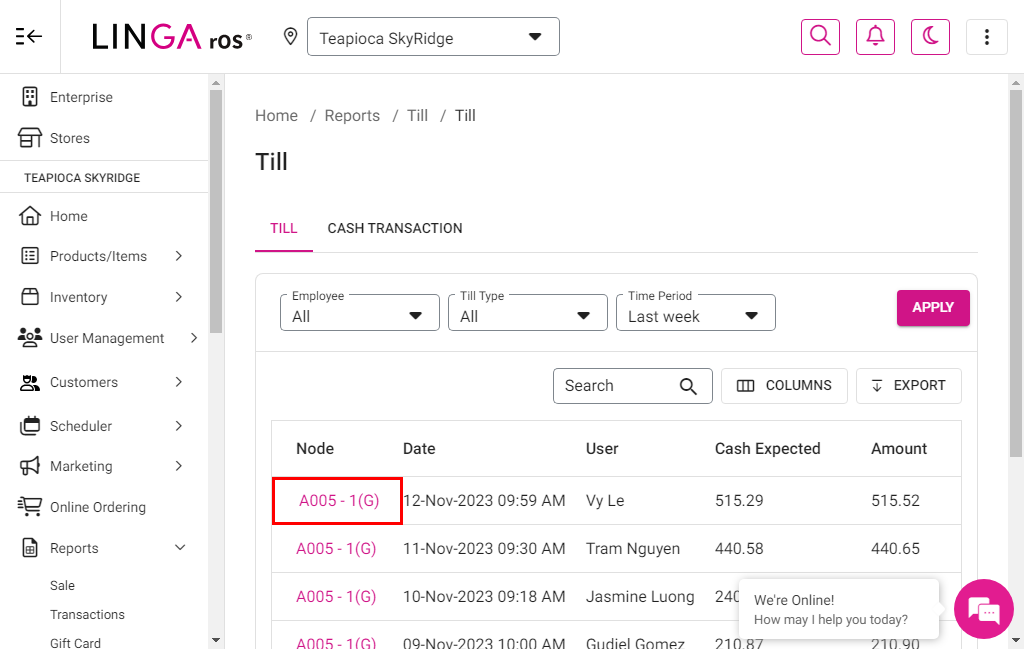 LINGA ros®
Teapioca SkyRidge
Enterprise
Stores
TEAPIOCA SKYRIDGE
Home
Products/Items
Inventory
User Management
Customers
Scheduler
Marketing
Online Ordering
Reports
Sale
Transactions
Gift Card
Home / Reports / Till / Till
Till
TILL CASH TRANSACTION
Employee Till Type Time Period
All All Last week APPLY
Search COLUMNS EXPORT
Node Date User Cash Expected Amount
A005 - 1(G) 12-Nov-2023 09:59 AM Vy Le 515.29 515.52
A005 - 1(G) 11-Nov-2023 09:30 AM Tram Nguyen 440.58 440.65
A005 - 1(G) 10-Nov-2023 09:18 AM Jasmine Luong
A005 - 1(G) 09-Nov-2023 10:00 AM Gudiel Gomez 210.87 210.90
We're Online!
How may I help you today?